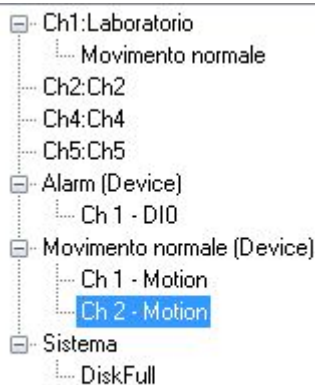 Ch1:Laboratorio
Movimento normale
Ch2:Ch2
Ch4:Ch4
Ch5:Ch5
Alarm (Device)
Ch 1 - DI0
Movimento normale (Device)
Ch 1 - Motion
Ch 2 - Motion
Sistema
DiskFull